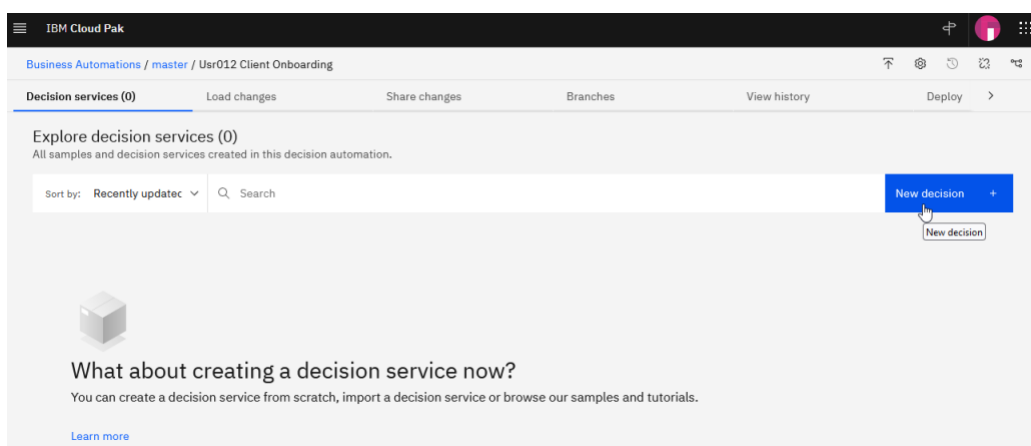 IBM Cloud Pak
Business Automations / master / Usr012 Client Onboarding
Decision services (0) Load changes Share changes Branches View history Deploy
Explore decision services (0)
All samples and decision services created in this decision automation.
Sort by: Recently updatec Search New decision +
New decision
What about creating a decision service now?
You can create a decision service from scratch, import a decision service or browse our samples and tutorials.
Learn more